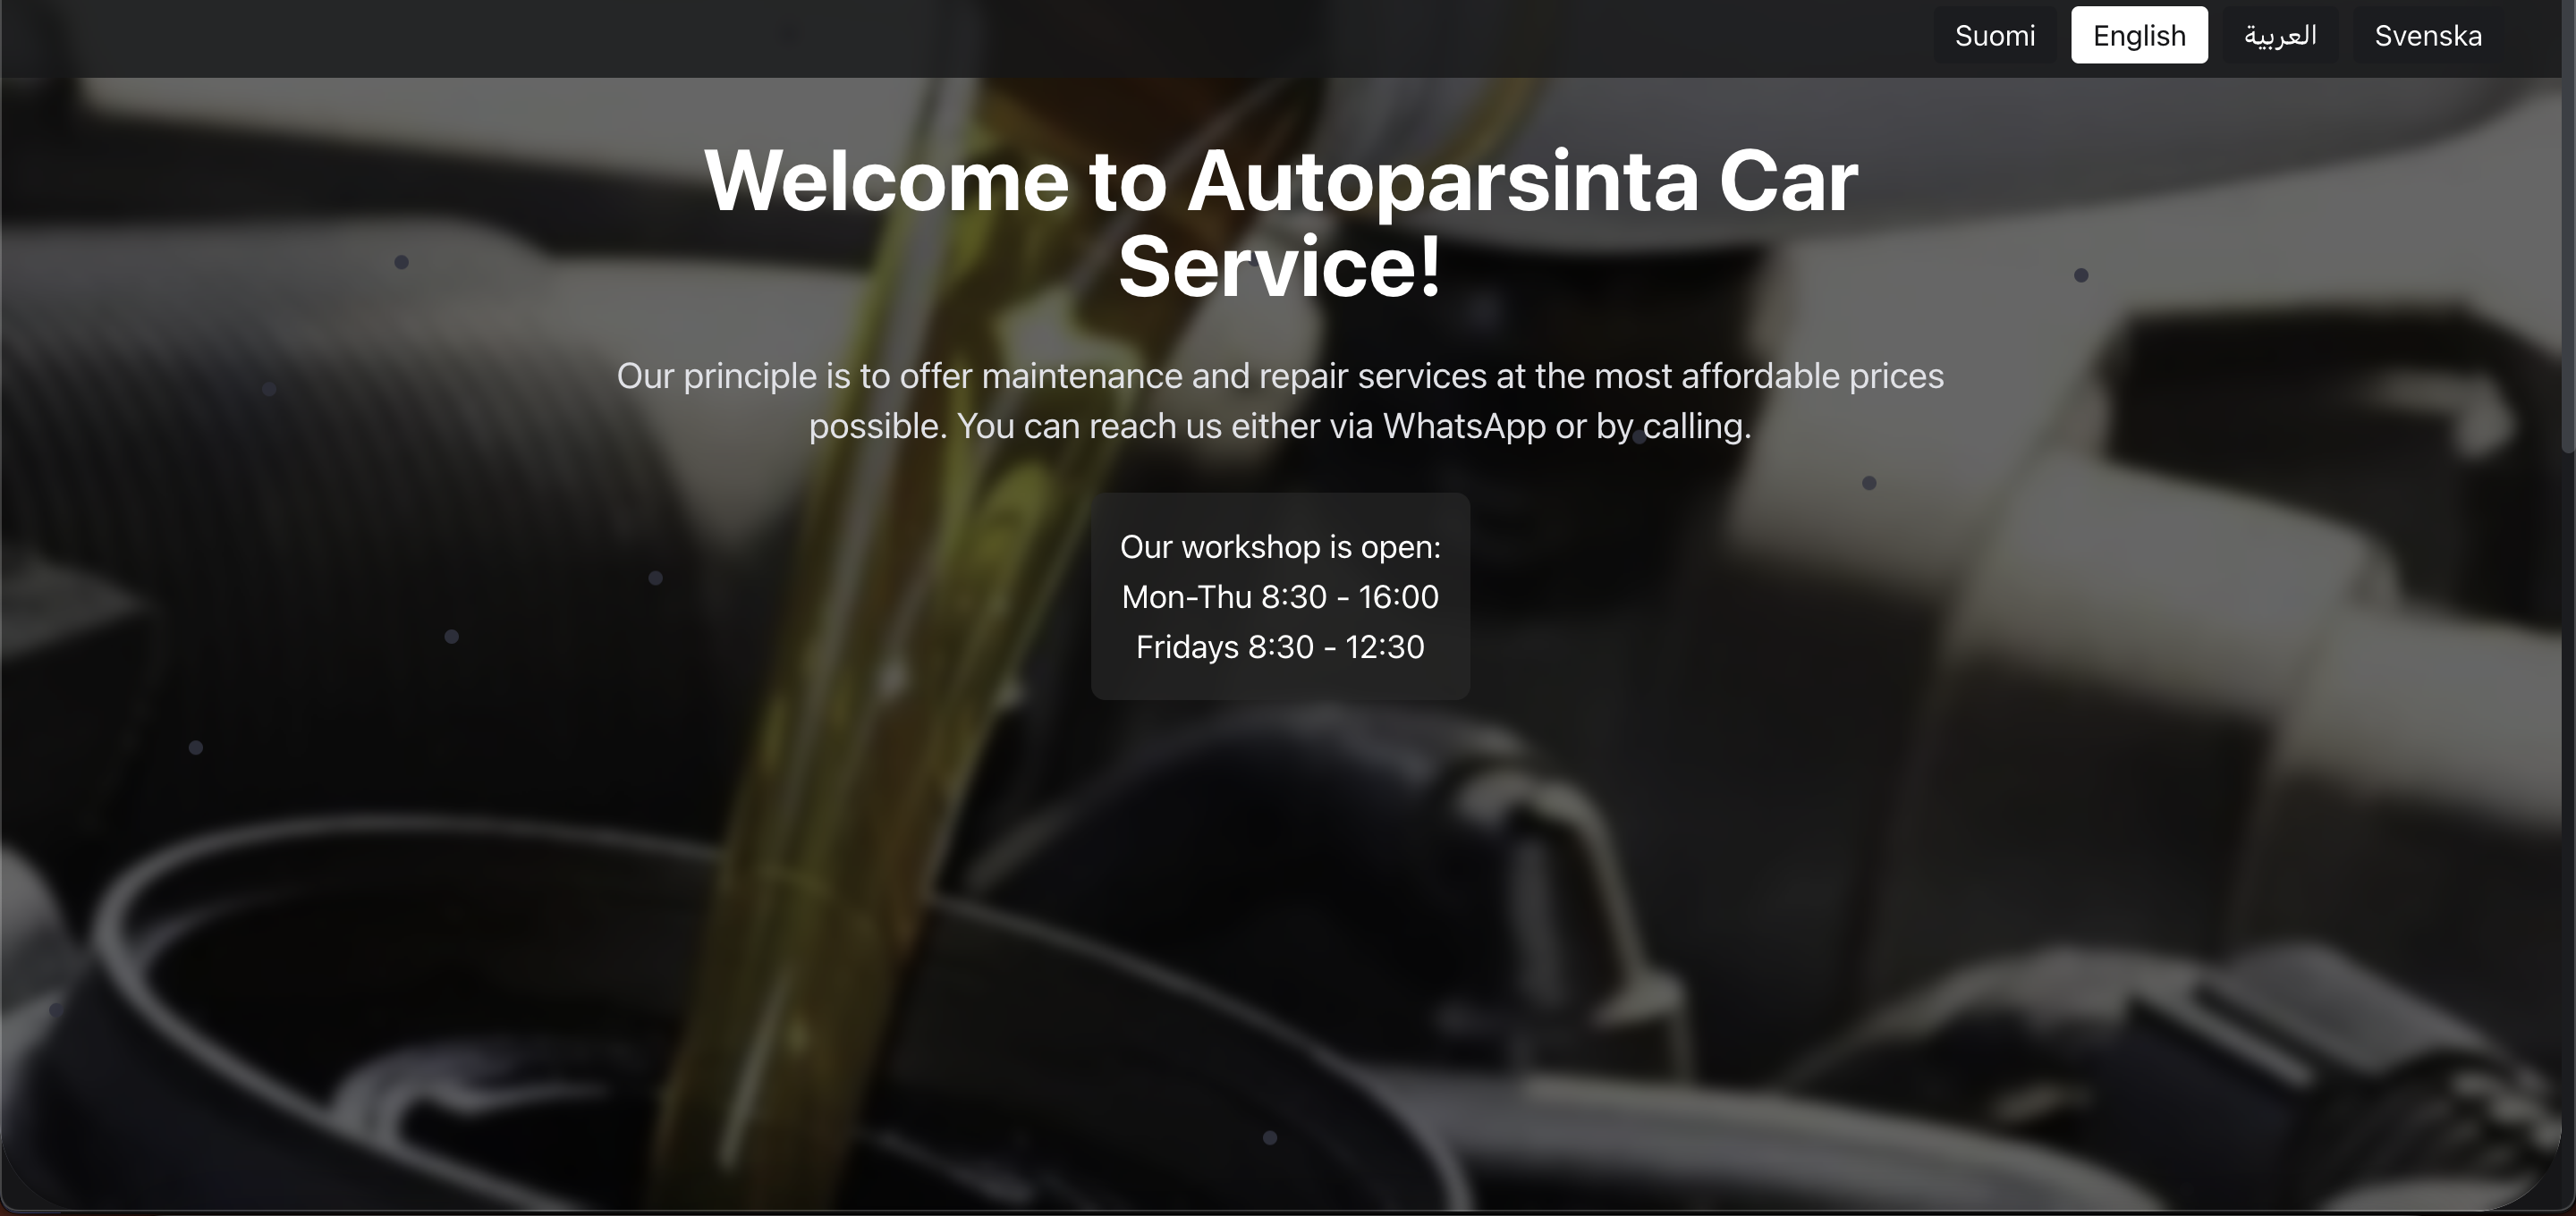 Suomi English العربية Svenska
Welcome to Autoparsinta Car
Service!
Our principle is to offer maintenance and repair services at the most affordable prices
possible. You can reach us either via WhatsApp or by calling.
Our workshop is open:
Mon-Thu 8:30 - 16:00
Fridays 8:30 - 12:30